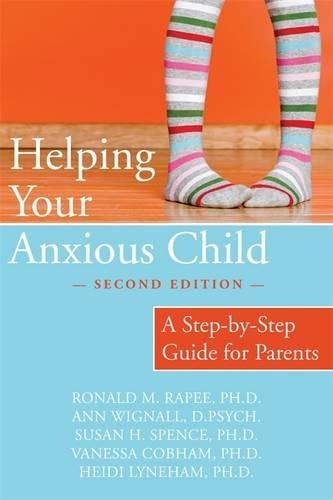 Helping
Your
Anxious Child
— SECOND EDITION —
A Step-by-Step
Guide for Parents
RONALD M. RAPEE, PH.D.
ANN WIGNALL, D.PSYCH.
SUSAN H. SPENCE, PH.D.
VANESSA COBHAM, PH.D.
HEIDI LYNEHAM, PH.D.